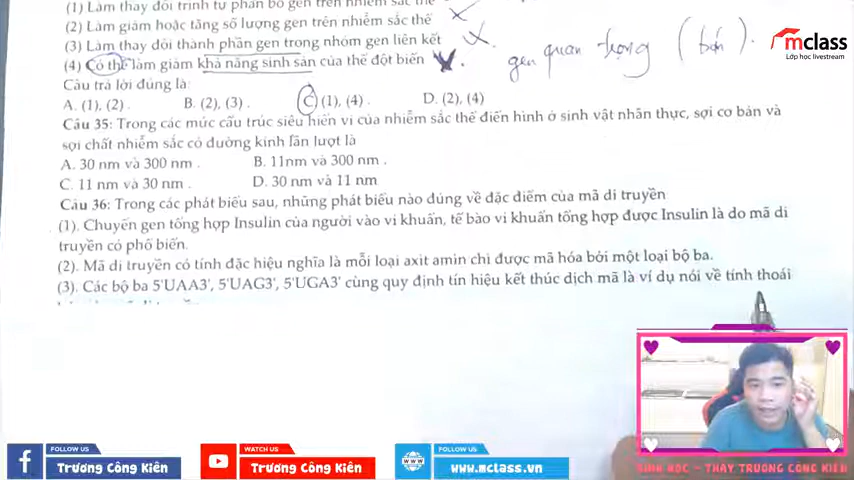 (1) Làm thay đổi trình tự phân bố gen trên nhiễm sắc thể
(2) Làm giảm hoặc tăng số lượng gen trên nhiễm sắc thể
(3) Làm thay đổi thành phần gen trong nhóm gen liên kết
(4) Có thể làm giảm khả năng sinh sản của thể đột biến
gen quan trọng (bán).
mclass
Lớp học livestream
Câu trả lời đúng là:
A. (1), (2) . B. (2), (3) . C (1), (4) . D. (2), (4)
Câu 35: Trong các mức cấu trúc siêu hiển vi của nhiễm sắc thể điển hình ở sinh vật nhân thực, sợi cơ bản và
sợi chất nhiễm sắc có đường kính lần lượt là
A. 30 nm và 300 nm . B. 11nm và 300 nm .
C. 11 nm và 30 nm . D. 30 nm và 11 nm
Câu 36: Trong các phát biểu sau, những phát biểu nào đúng về đặc điểm của mã di truyền
(1). Chuyển gen tổng hợp Insulin của người vào vi khuẩn, tế bào vi khuẩn tổng hợp được Insulin là do mã di
truyền có phổ biến.
(2). Mã di truyền có tính đặc hiệu nghĩa là mỗi loại axit amin chỉ được mã hóa bởi một loại bộ ba.
(3). Các bộ ba 5'UAA3', 5'UAG3', 5'UGA3' cùng quy định tín hiệu kết thúc dịch mã là ví dụ nói về tính thoái
FOLLOW US
Trương Công Kiên
WATCH US
Trương Công Kiên
FOLLOW US
www.mclass.vn
SINH HỌC - THẦY TRƯƠNG CÔNG KIÊN